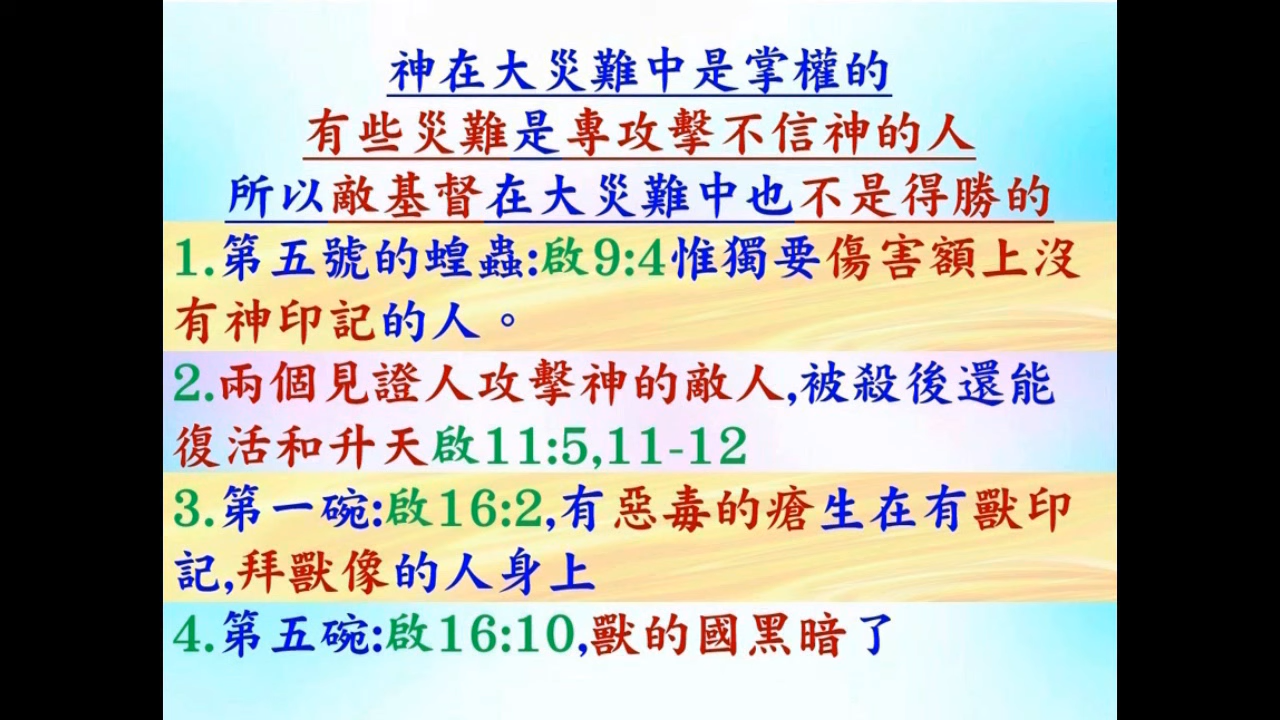 神在大災難中是掌權的
有些災難是專攻擊不信神的人
所以敵基督在大災難中也不是得勝的
1.第五號的蝗蟲:啟9:4惟獨要傷害額上沒
有神印記的人。
2.兩個見證人攻擊神的敵人,被殺後還能
復活和升天啟11:5,11-12
3.第一碗:啟16:2,有惡毒的瘡生在有獸印
記,拜獸像的人身上
4.第五碗:啟16:10,獸的國黑暗了